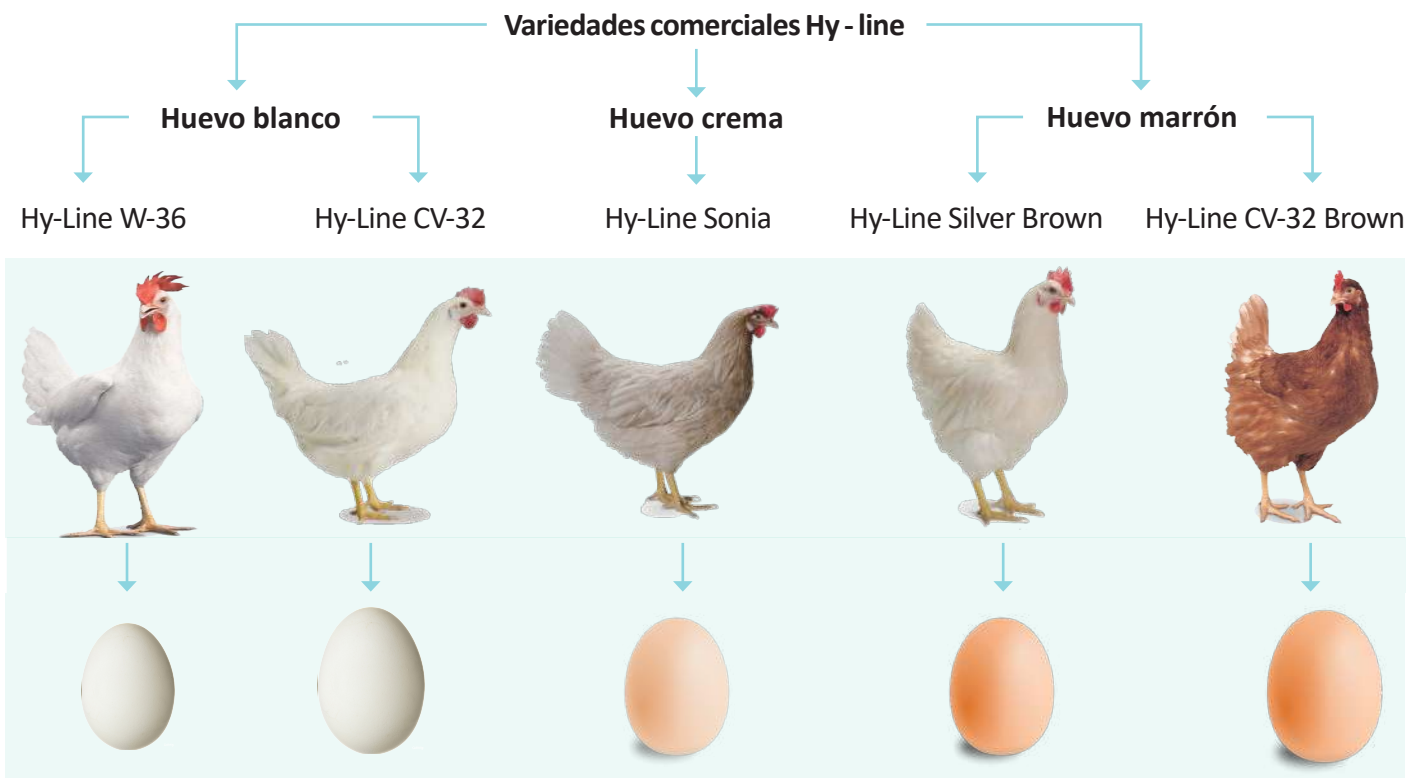 Variedades comerciales Hy - line
Huevo blanco
Huevo crema
Huevo marrón
Hy-Line W-36
Hy-Line CV-32
Hy-Line Sonia
Hy-Line Silver Brown
Hy-Line CV-32 Brown